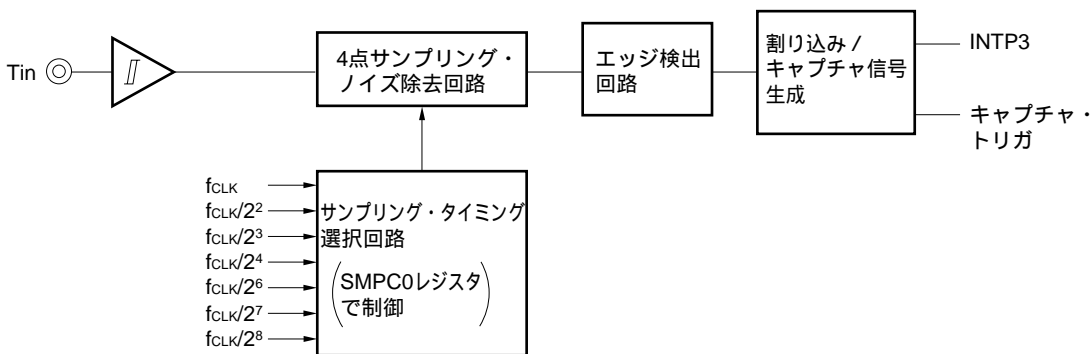 Tin
4点サンプリング・
ノイズ除去回路
エッジ検出
回路
割り込み /
キャプチャ信号
生成
INTP3
キャプチャ・
トリガ
fCLK
fCLK/2²
fCLK/2³
fCLK/2⁴
fCLK/2⁶
fCLK/2⁷
fCLK/2⁸
サンプリング・タイミング
選択回路
(SMPC0レジスタ
で制御)